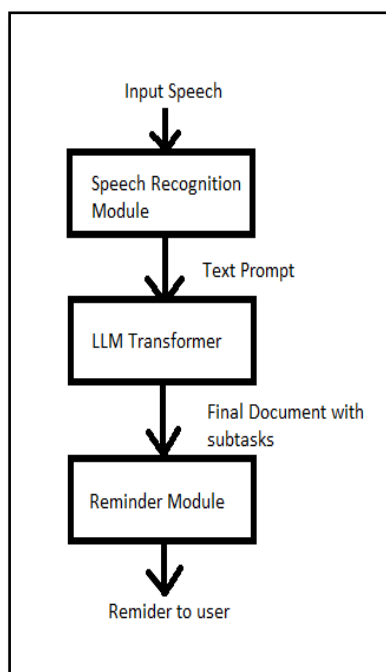 Input Speech
Speech Recognition
Module
Text Prompt
LLM Transformer
Final Document with
subtasks
Reminder Module
Remider to user